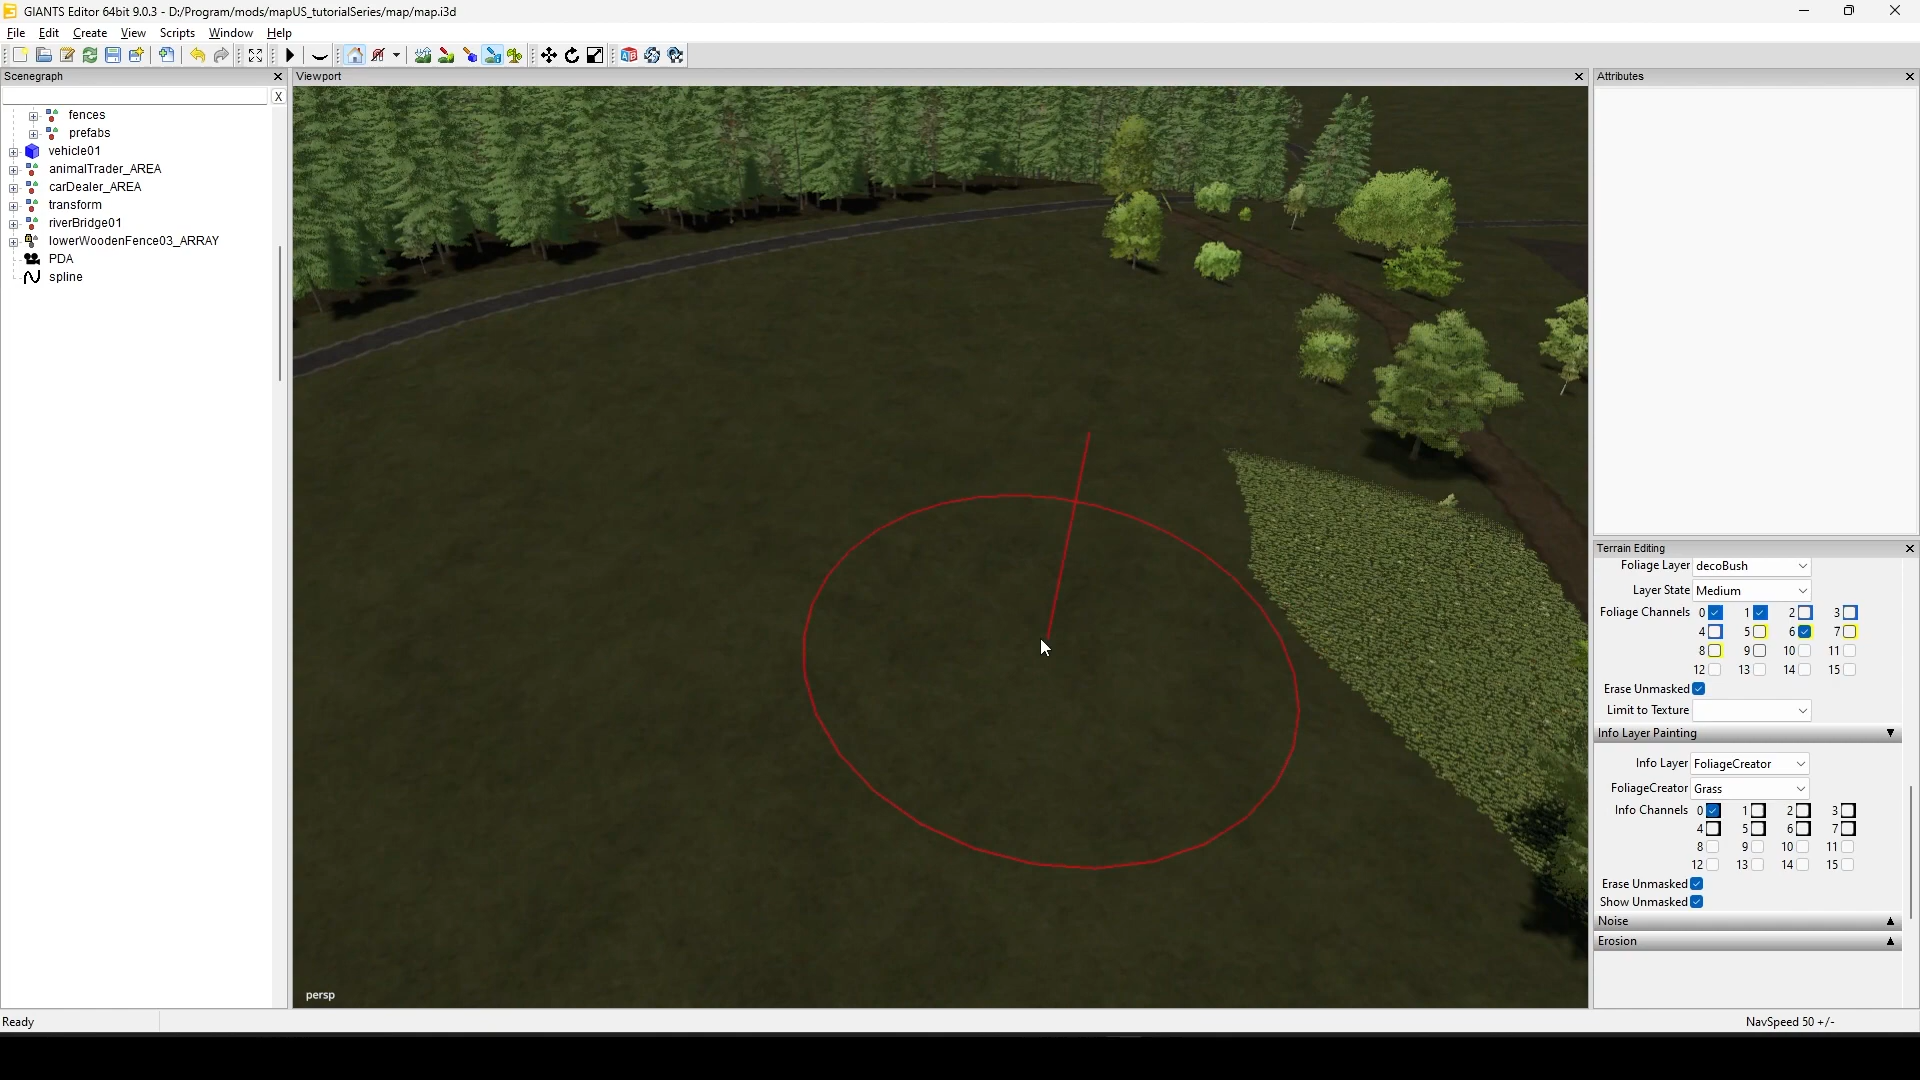 GIANTS Editor 64bit 9.0.3 - D:/Program/mods/mapUS_tutorialSeries/map/map.i3d
File Edit Create View Scripts Window Help
Scenegraph
X
fences
prefabs
vehicle01
animalTrader_AREA
carDealer_AREA
transform
riverBridge01
lowerWoodenFence03_ARRAY
PDA
spline
Viewport
persp
Attributes
Terrain Editing
Foliage Layer decoBush
Layer State Medium
Foliage Channels 0 1 2 3
4 5 6 7
8 9 10 11
12 13 14 15
Erase Unmasked
Limit to Texture
Info Layer Painting
Info Layer FoliageCreator
FoliageCreator Grass
Info Channels 0 1 2 3
4 5 6 7
8 9 10 11
12 13 14 15
Erase Unmasked
Show Unmasked
Noise
Erosion
Ready
NavSpeed 50 +/-